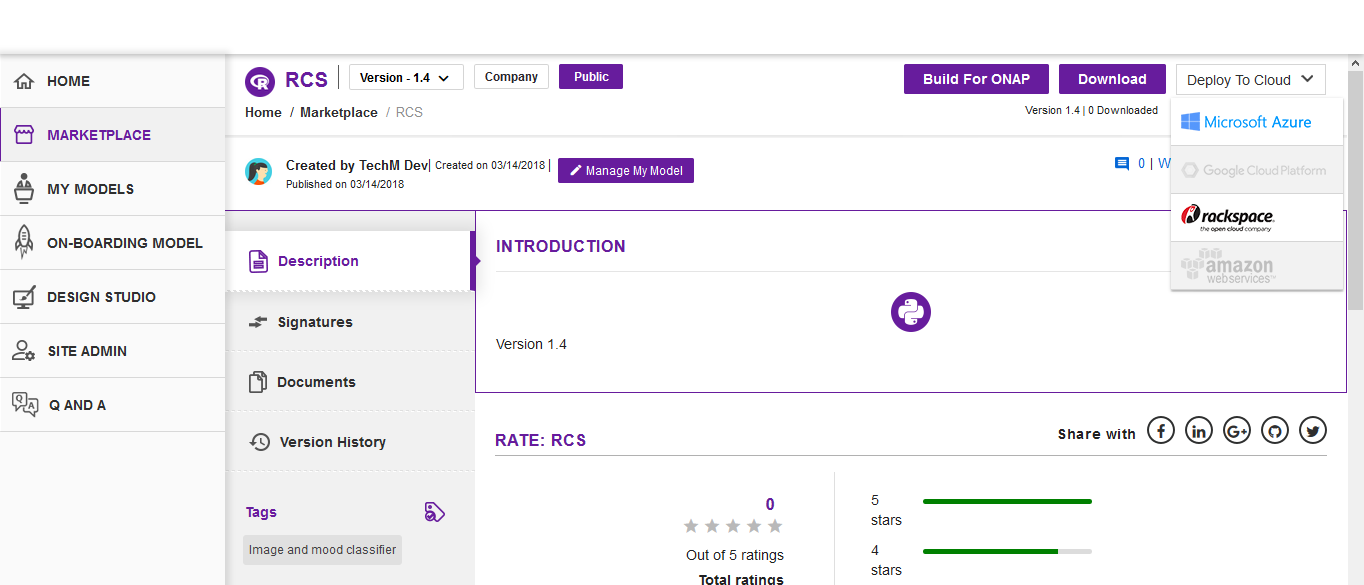 HOME
MARKETPLACE
MY MODELS
ON-BOARDING MODEL
DESIGN STUDIO
SITE ADMIN
Q AND A
R RCS Version - 1.4 Company Public Build For ONAP Download Deploy To Cloud
Home / Marketplace / RCS Version 1.4 | 0 Downloaded
Microsoft Azure
Google Cloud Platform
rackspace.
the open cloud company
amazon
webservices™
Created by TechM Dev| Created on 03/14/2018 | Manage My Model 0 | W
Published on 03/14/2018
Description
Signatures
Documents
Version History
Tags
Image and mood classifier
INTRODUCTION
Version 1.4
RATE: RCS Share with f in G+
0
Out of 5 ratings
Total ratings
5
stars
4
stars